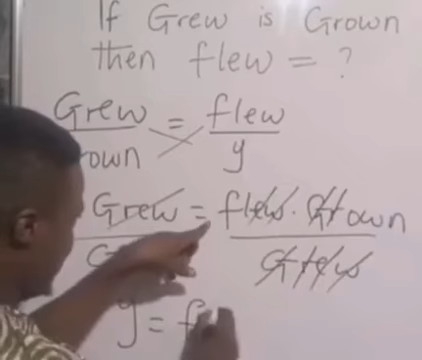 If Grew is Grown
then flew = ?
Grew = flew
own y
Grew = flew . Grown
Grew
y = f